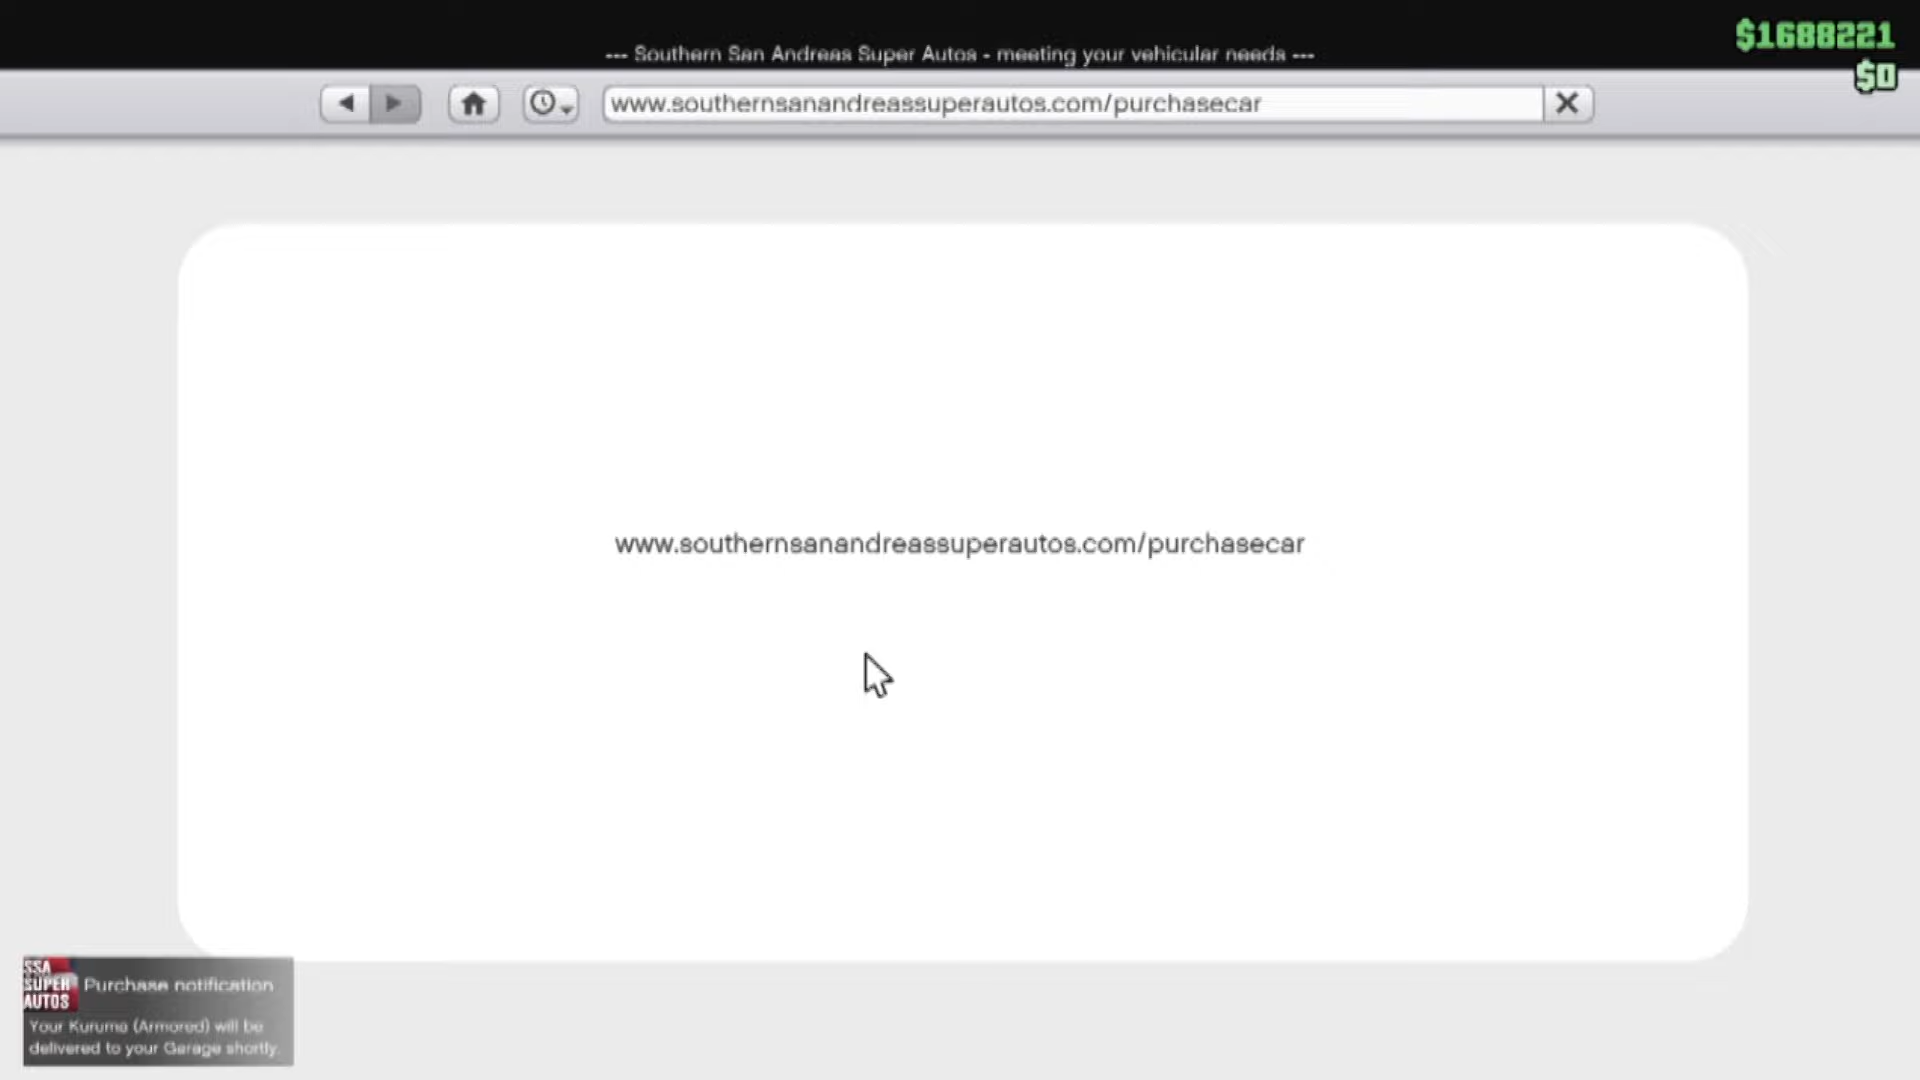 --- Southern San Andreas Super Autos - meeting your vehicular needs ---
$1688221
$0
www.southernsanandreassuperautos.com/purchasecar
www.southernsanandreassuperautos.com/purchasecar
SSA
SUPER
AUTOS
Purchase notification
Your Kuruma (Armored) will be
delivered to your Garage shortly.